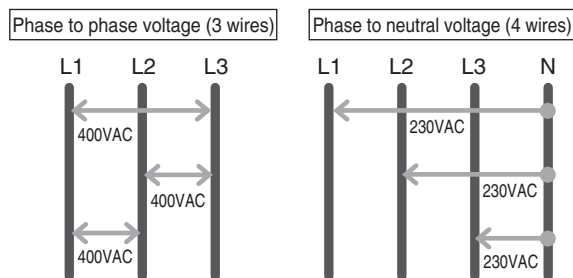 Phase to phase voltage (3 wires)
L1 L2 L3
400VAC
400VAC
400VAC
Phase to neutral voltage (4 wires)
L1 L2 L3 N
230VAC
230VAC
230VAC